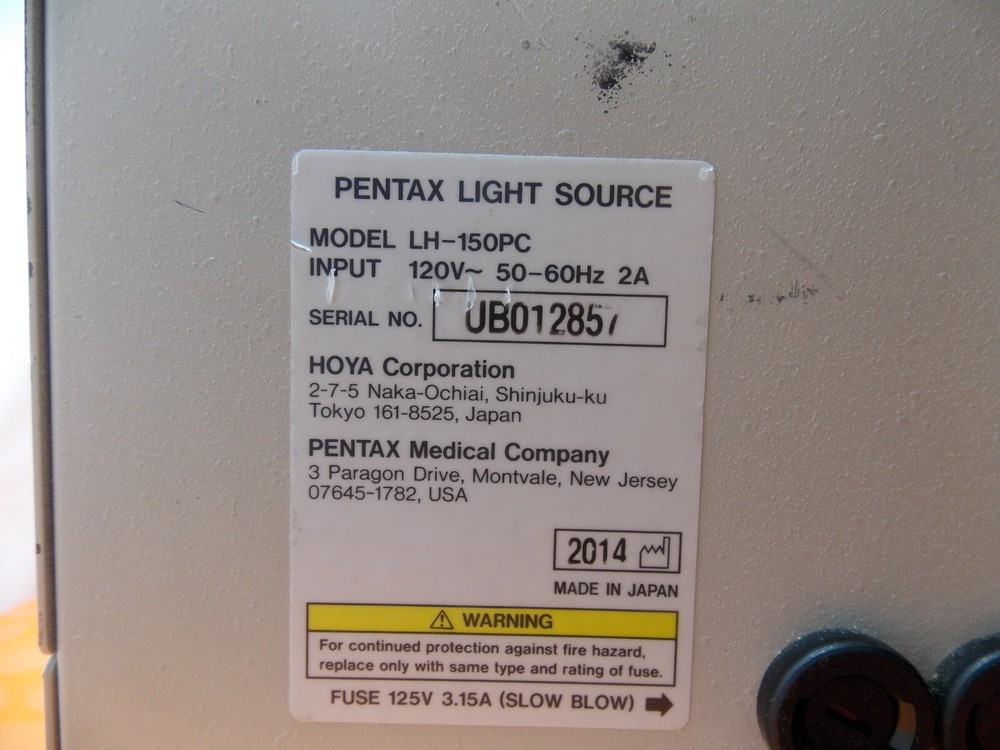 PENTAX LIGHT SOURCE
MODEL LH-150PC
INPUT 120V~ 50-60Hz 2A
SERIAL NO. UB012857
HOYA Corporation
2-7-5 Naka-Ochiai, Shinjuku-ku
Tokyo 161-8525, Japan
PENTAX Medical Company
3 Paragon Drive, Montvale, New Jersey
07645-1782, USA
2014
MADE IN JAPAN
WARNING
For continued protection against fire hazard,
replace only with same type and rating of fuse.
FUSE 125V 3.15A (SLOW BLOW)